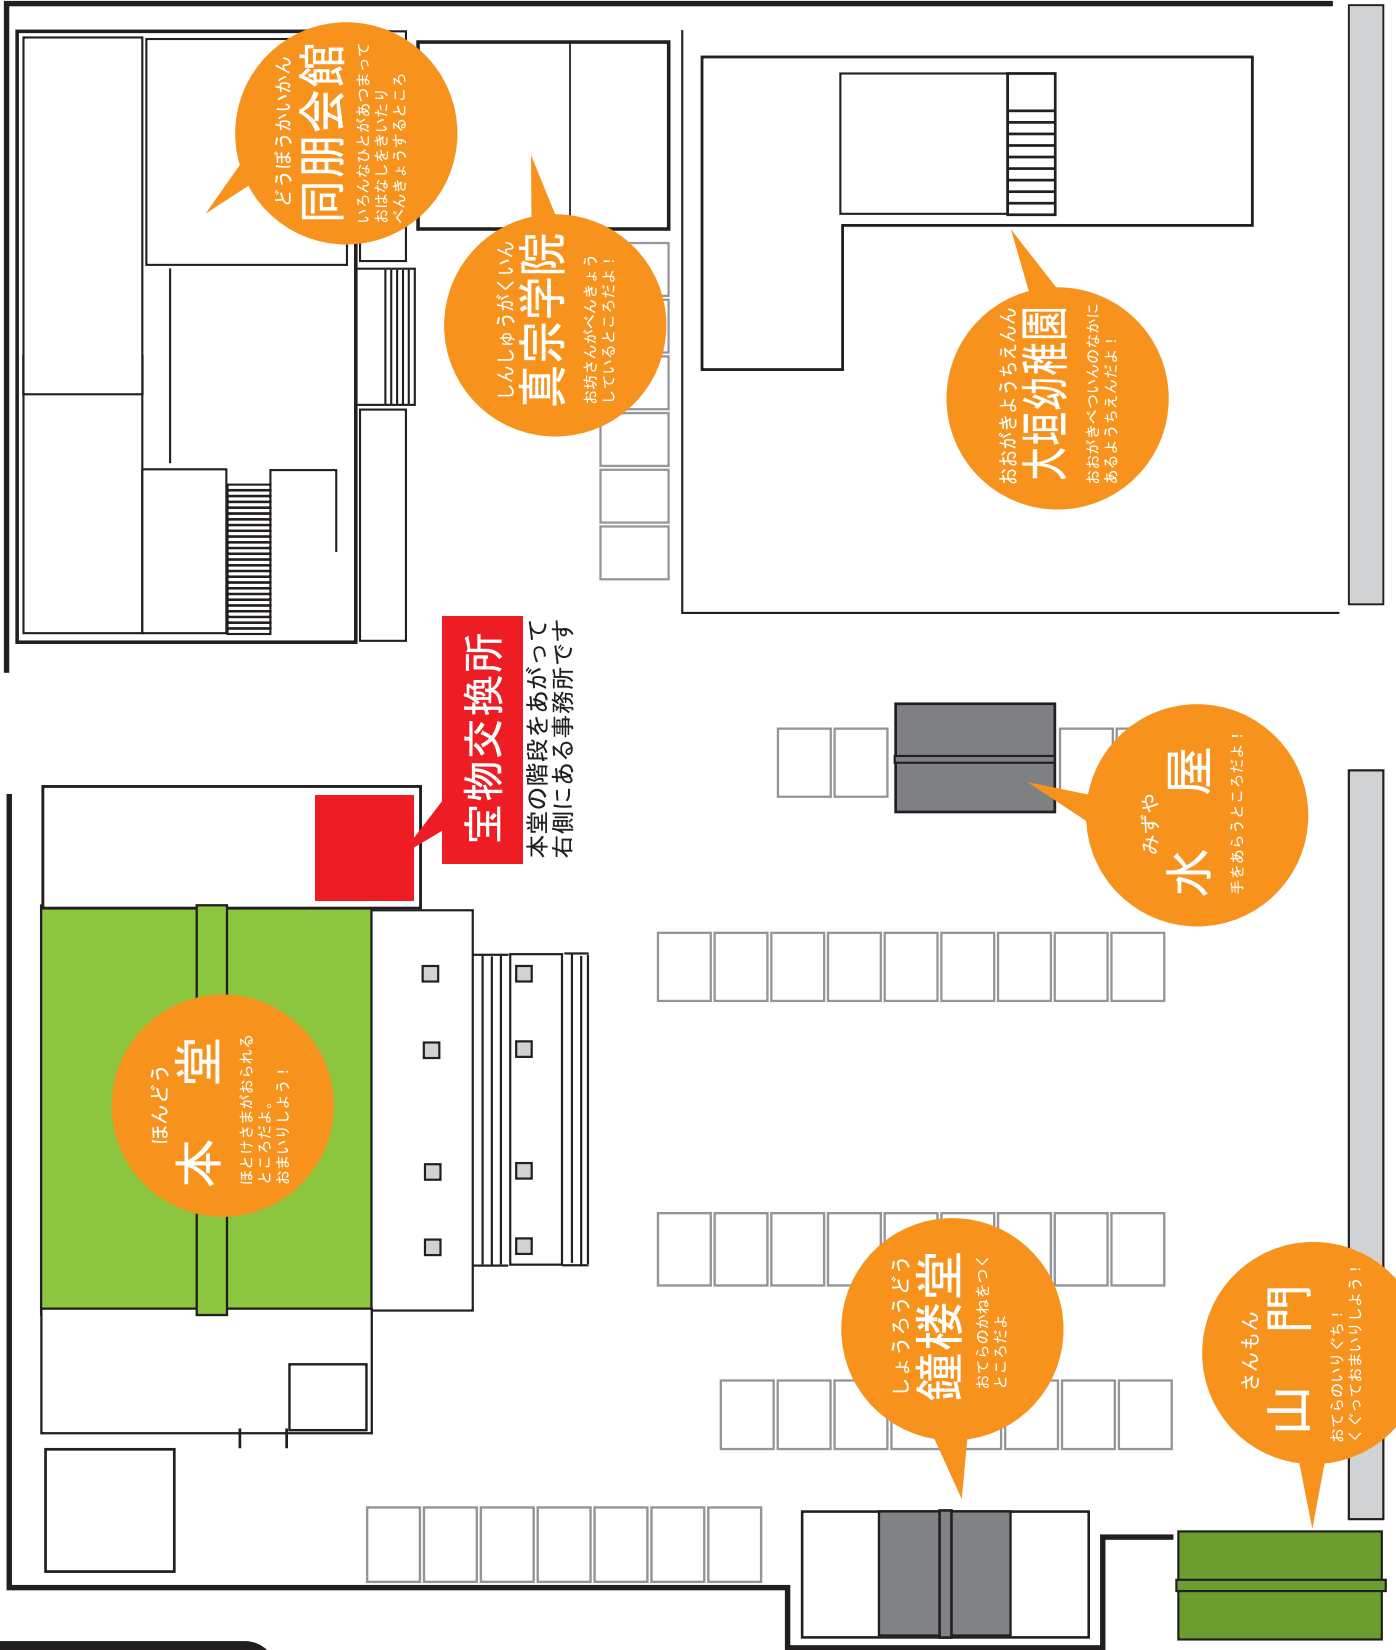 どうぼうかいかん
同朋会館
いろんなひとがあつまって
おはなしをきいたり
べんきょうするところ
しんしゅうがくいん
真宗学院
お坊さんがべんきょう
しているところだよ！
おおがきようちえんん
大垣幼稚園
おおがきべついんのなかに
あるようちえんだよ！
宝物交換所
本堂の階段をあがって
右側にある事務所です
みずや
水屋
手をあらうところだよ！
ほんどう
本堂
ほとけさまがおられる
ところだよ。
おまいりしよう！
しょうろうどう
鐘楼堂
おてらのかねをつく
ところだよ
さんもん
山門
おてらのいりぐち！
くぐっておまいりしよう！